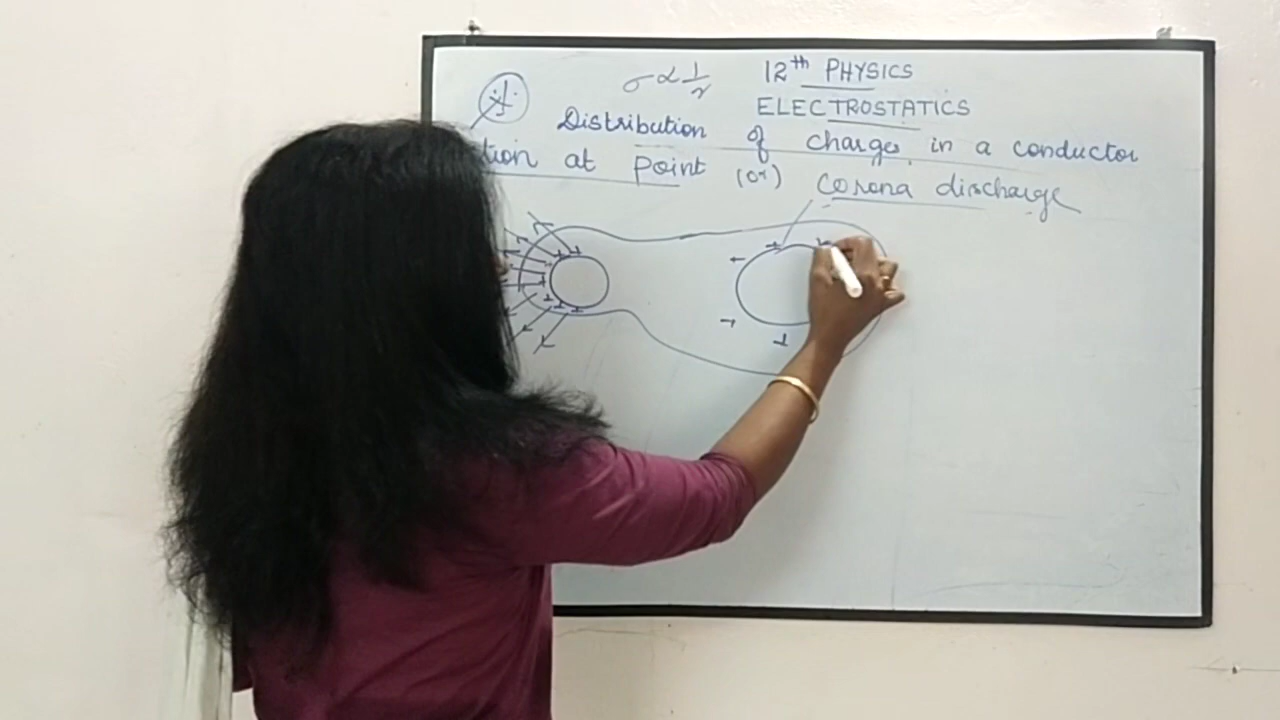 σ ∝ 1/r 12th PHYSICS
ELECTROSTATICS
Distribution of charges in a conductor
tion at point (or) corona discharge